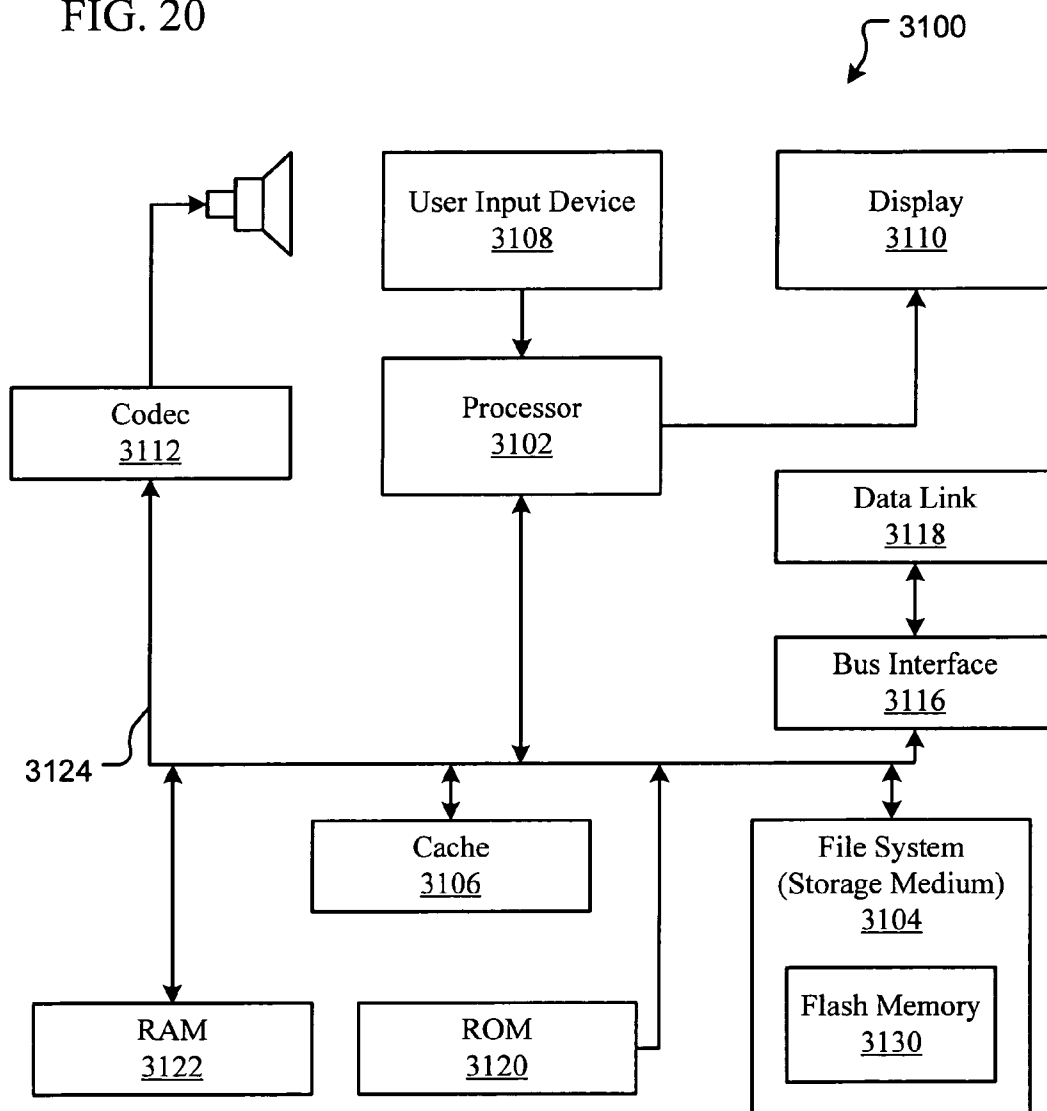 FIG. 20
3100
User Input Device
3108
Display
3110
Codec
3112
Processor
3102
Data Link
3118
Bus Interface
3116
3124
Cache
3106
File System
(Storage Medium)
3104
Flash Memory
3130
RAM
3122
ROM
3120